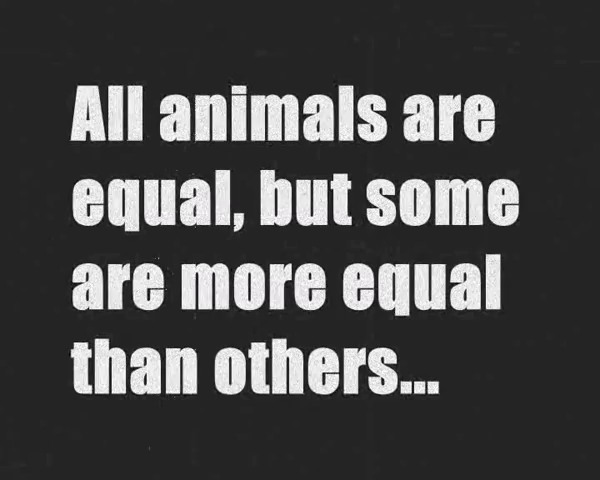 All animals are
equal, but some
are more equal
than others...